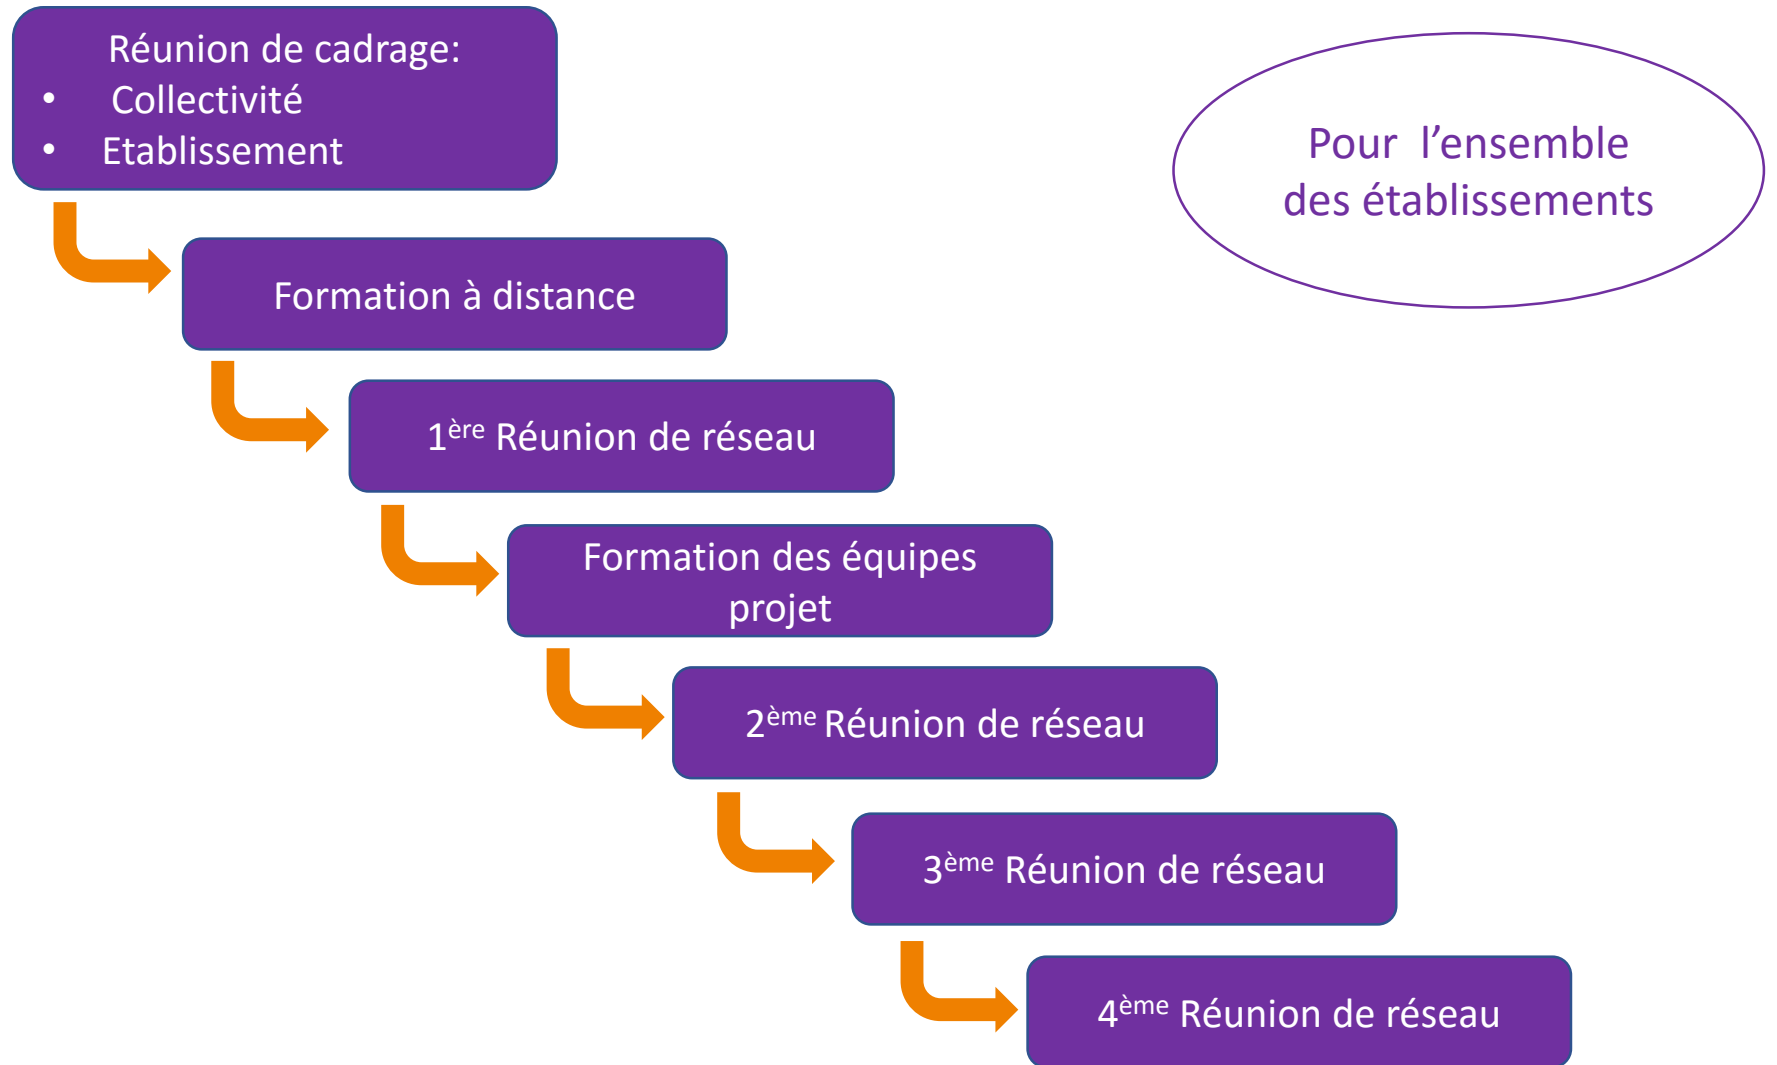 Réunion de cadrage:
• Collectivité
• Etablissement
Pour l’ensemble
des établissements
Formation à distance
1ère Réunion de réseau
Formation des équipes
projet
2ème Réunion de réseau
3ème Réunion de réseau
4ème Réunion de réseau